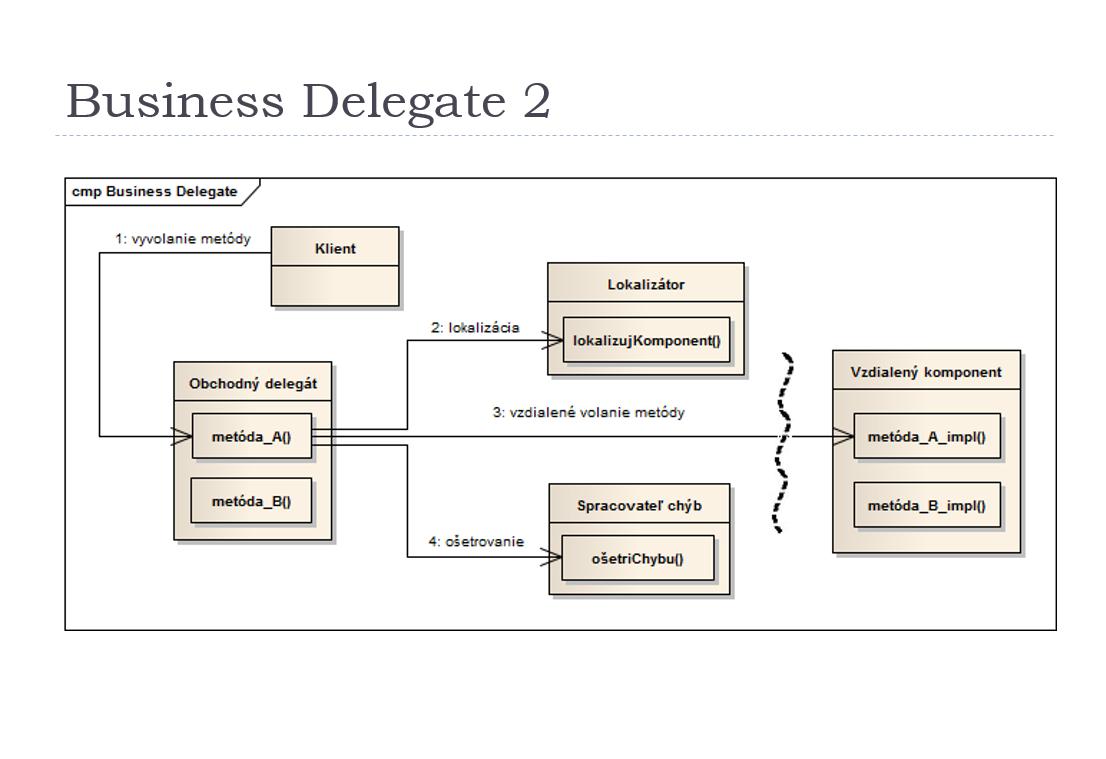 Business Delegate 2
cmp Business Delegate
1: vyvolanie metódy
Klient
Lokalizátor
2: lokalizácia
lokalizujKomponent()
Obchodný delegát
Vzdialený komponent
3: vzdialené volanie metódy
metóda_A()
metóda_A_impl()
metóda_B()
Spracovateľ chýb
metóda_B_impl()
4: ošetrovanie
ošetriChybu()